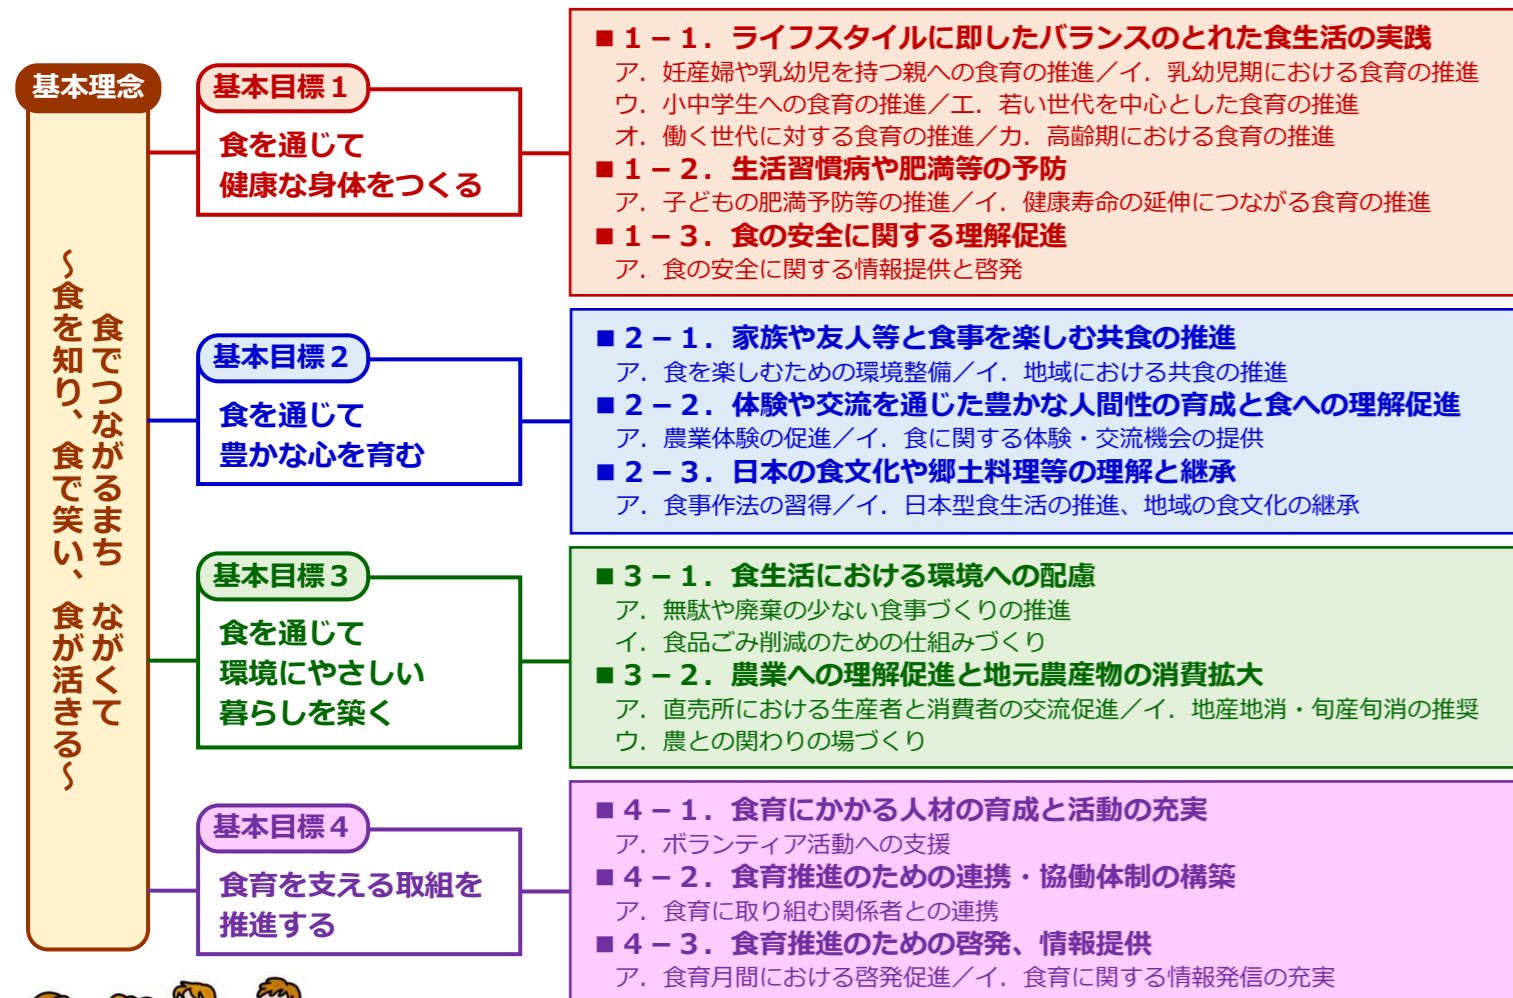 基本理念
食でつながるまち ながくて
～食を知り、食で笑い、食が活きる～
基本目標１
食を通じて
健康な身体をつくる
■１－１．ライフスタイルに即したバランスのとれた食生活の実践
ア．妊産婦や乳幼児を持つ親への食育の推進／イ．乳幼児期における食育の推進
ウ．小中学生への食育の推進／エ．若い世代を中心とした食育の推進
オ．働く世代に対する食育の推進／カ．高齢期における食育の推進
■１－２．生活習慣病や肥満等の予防
ア．子どもの肥満予防等の推進／イ．健康寿命の延伸につながる食育の推進
■１－３．食の安全に関する理解促進
ア．食の安全に関する情報提供と啓発
基本目標２
食を通じて
豊かな心を育む
■２－１．家族や友人等と食事を楽しむ共食の推進
ア．食を楽しむための環境整備／イ．地域における共食の推進
■２－２．体験や交流を通じた豊かな人間性の育成と食への理解促進
ア．農業体験の促進／イ．食に関する体験・交流機会の提供
■２－３．日本の食文化や郷土料理等の理解と継承
ア．食事作法の習得／イ．日本型食生活の推進、地域の食文化の継承
基本目標３
食を通じて
環境にやさしい
暮らしを築く
■３－１．食生活における環境への配慮
ア．無駄や廃棄の少ない食事づくりの推進
イ．食品ごみ削減のための仕組みづくり
■３－２．農業への理解促進と地元農産物の消費拡大
ア．直売所における生産者と消費者の交流促進／イ．地産地消・旬産旬消の推奨
ウ．農との関わりの場づくり
基本目標４
食育を支える取組を
推進する
■４－１．食育にかかる人材の育成と活動の充実
ア．ボランティア活動への支援
■４－２．食育推進のための連携・協働体制の構築
ア．食育に取り組む関係者との連携
■４－３．食育推進のための啓発、情報提供
ア．食育月間における啓発促進／イ．食育に関する情報発信の充実